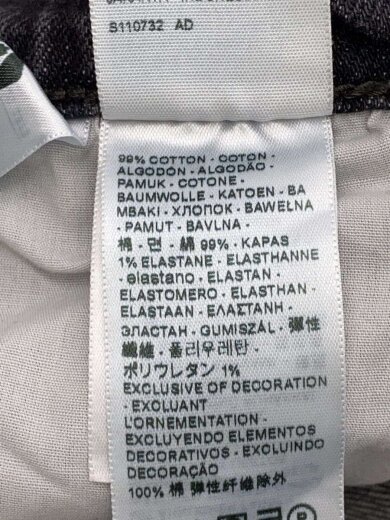 S110732 AD
99% COTTON - COTON -
ALGODÓN - ALGODÃO -
PAMUK - COTONE -
BAUMWOLLE - KATOEN - BA
MBAKI - ХЛОПОК - BAWEŁNA
- PAMUT - BAVLNA -
棉 - 면 - 綿 99% - KAPAS
1% ELASTANE - ELASTHANNE
- elastano - ELASTAN -
ELASTOMERO - ELASTHAN -
ELASTAAN - ΕΛΑΣΤΑΝΗ -
ЭЛАСТАН - GUMISZÁL - 弾性
纖維 - 폴리우레탄 -
ポリウレタン 1%
EXCLUSIVE OF DECORATION
- EXCLUANT
L'ORNEMENTATION -
EXCLUYENDO ELEMENTOS
DECORATIVOS - EXCLUINDO
DECORAÇÃO
100% 棉 弹性纤维除外